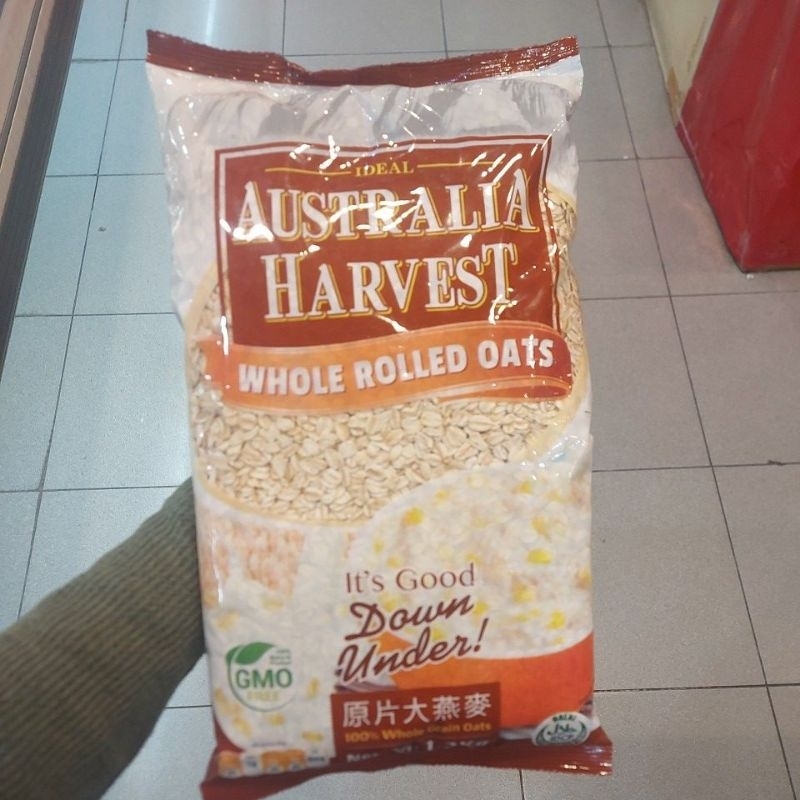 IDEAL
AUSTRALIA
HARVEST
WHOLE ROLLED OATS
It's Good
Down
Under!
GMO
FREE
原片大燕麥
100% Whole Grain Oats
HALAL